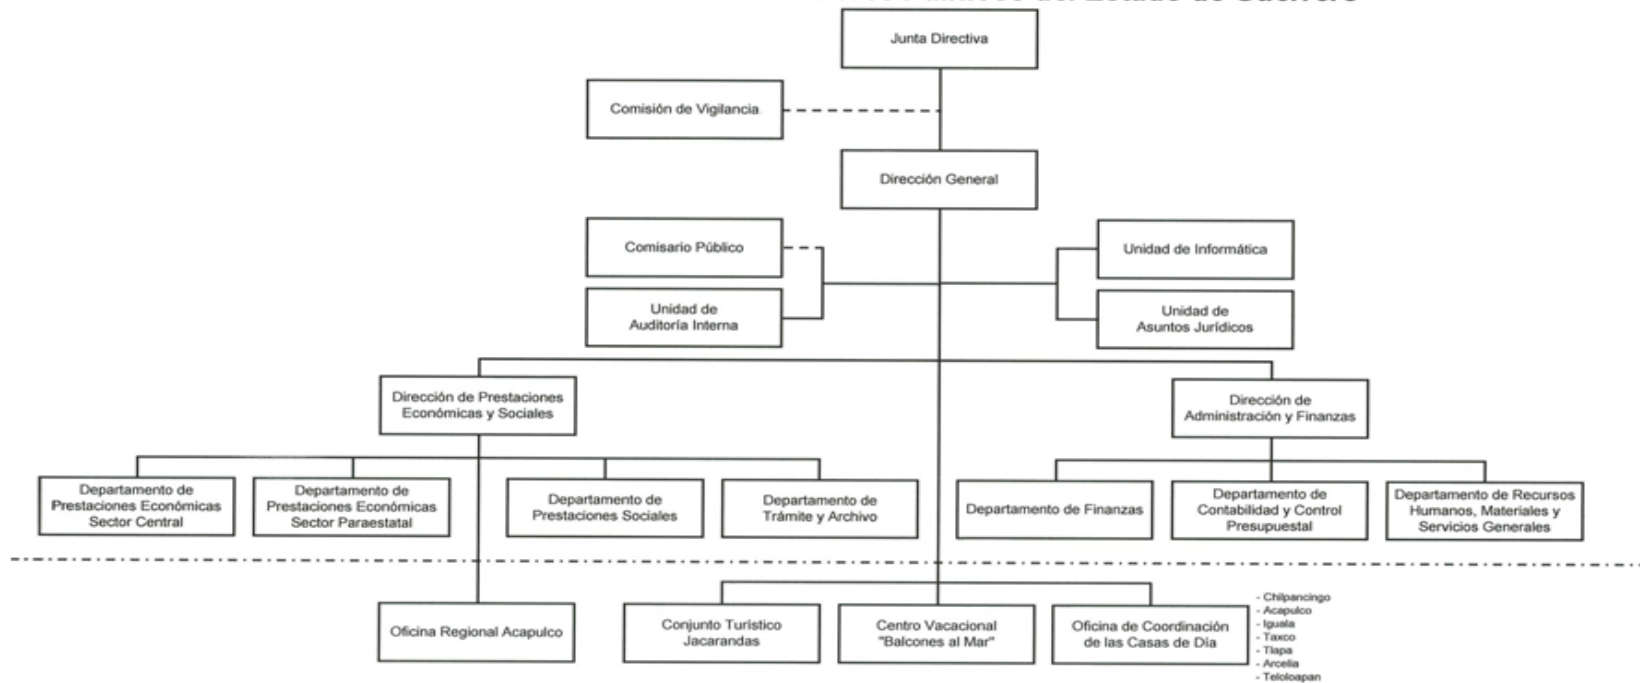 del Estado de Guerrero
Junta Directiva
Comisión de Vigilancia
Dirección General
Comisario Público
Unidad de Informática
Unidad de
Auditoría Interna
Unidad de
Asuntos Jurídicos
Dirección de Prestaciones
Económicas y Sociales
Dirección de
Administración y Finanzas
Departamento de
Prestaciones Económicas
Sector Central
Departamento de
Prestaciones Económicas
Sector Paraestatal
Departamento de
Prestaciones Sociales
Departamento de
Trámite y Archivo
Departamento de Finanzas
Departamento de
Contabilidad y Control
Presupuestal
Departamento de Recursos
Humanos, Materiales y
Servicios Generales
Oficina Regional Acapulco
Conjunto Turístico
Jacarandas
Centro Vacacional
"Balcones al Mar"
Oficina de Coordinación
de las Casas de Día
- Chilpancingo
- Acapulco
- Iguala
- Taxco
- Tlapa
- Arcelia
- Teloloapan